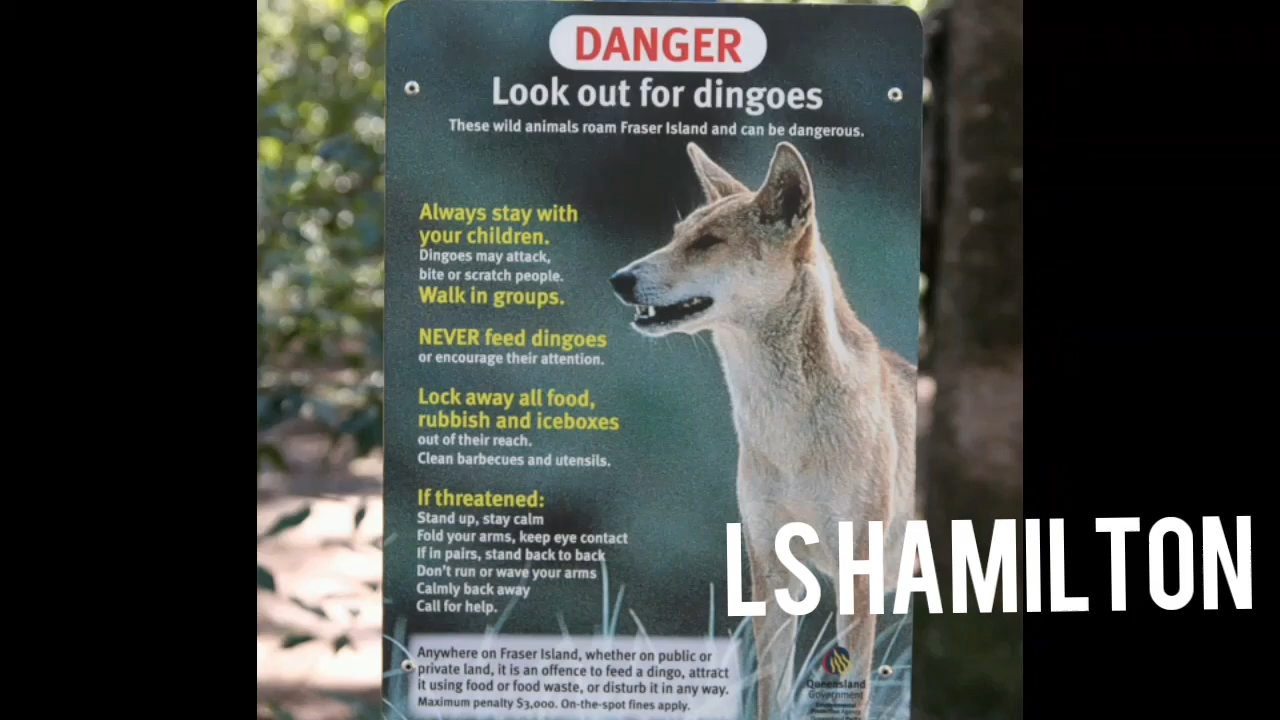 DANGER
Look out for dingoes
These wild animals roam Fraser Island and can be dangerous.
Always stay with
your children.
Dingoes may attack,
bite or scratch people.
Walk in groups.
NEVER feed dingoes
or encourage their attention.
Lock away all food,
rubbish and iceboxes
out of their reach.
Clean barbecues and utensils.
If threatened:
Stand up, stay calm
Fold your arms, keep eye contact
If in pairs, stand back to back
Don't run or wave your arms
Calmly back away
Call for help.
LS HAMILTON
Anywhere on Fraser Island, whether on public or
private land, it is an offence to feed a dingo, attract
it using food or food waste, or disturb it in any way.
Maximum penalty $3,000. On-the-spot fines apply.
Queensland
Government